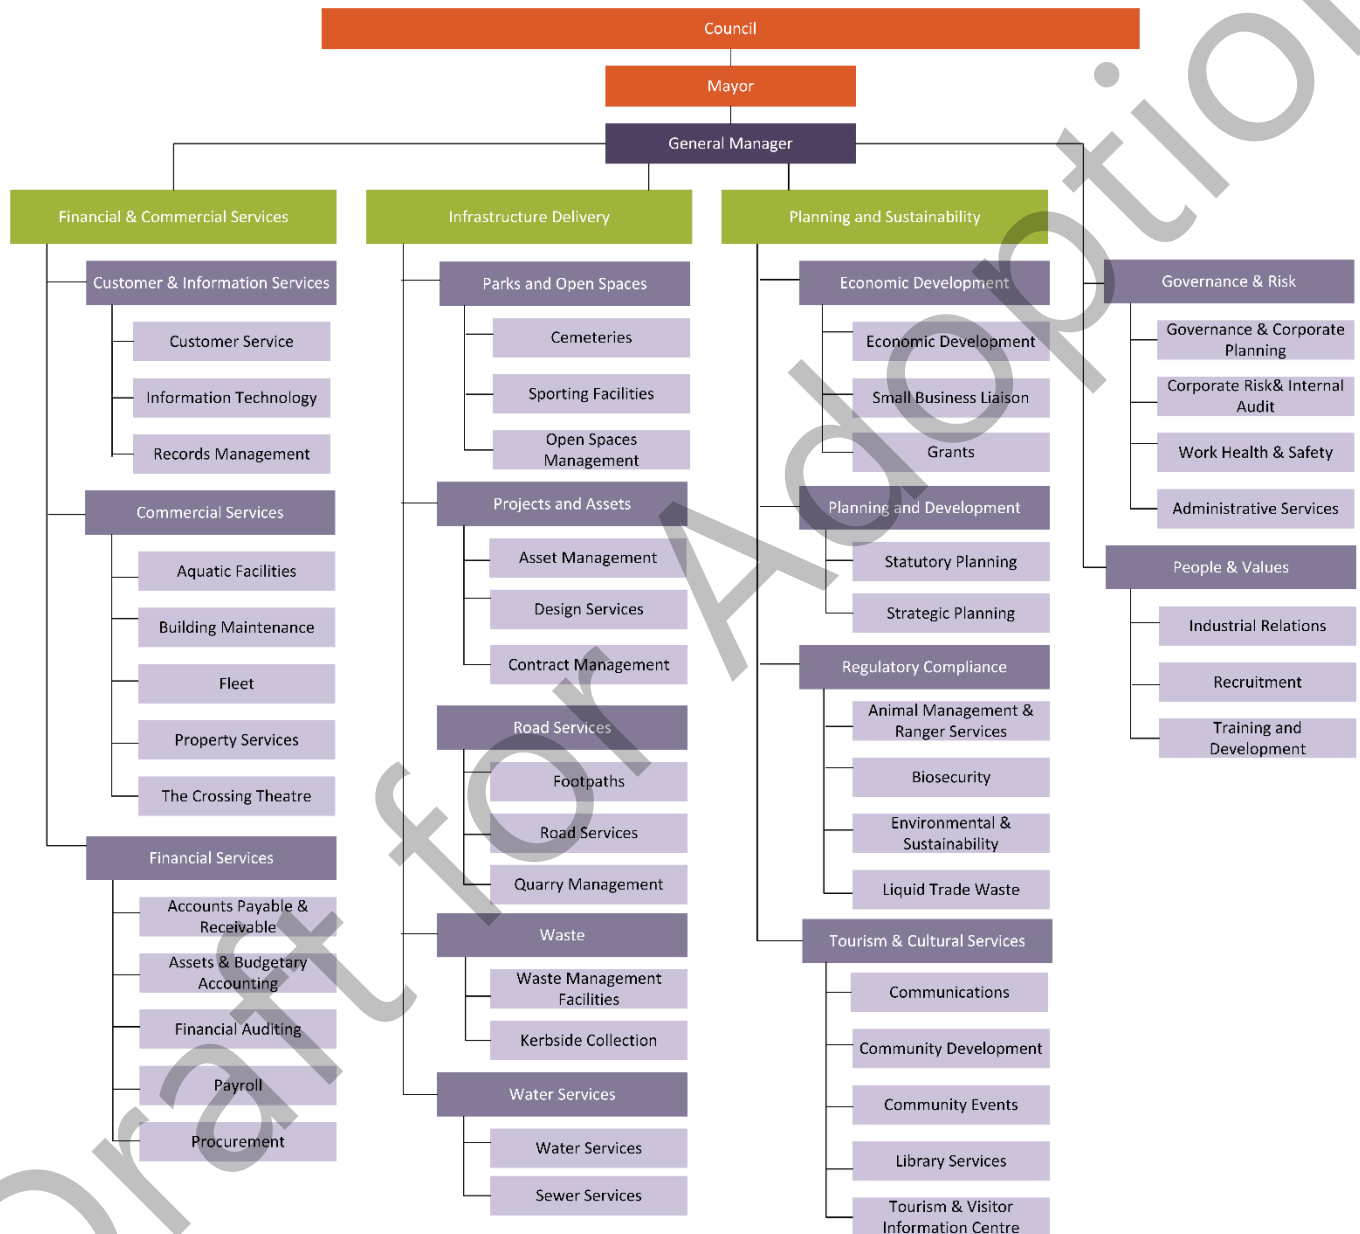 Council
Mayor
General Manager
Financial & Commercial Services
Customer & Information Services
Customer Service
Information Technology
Records Management
Commercial Services
Aquatic Facilities
Building Maintenance
Fleet
Property Services
The Crossing Theatre
Financial Services
Accounts Payable &
Receivable
Assets & Budgetary
Accounting
Financial Auditing
Payroll
Procurement
Infrastructure Delivery
Parks and Open Spaces
Cemeteries
Sporting Facilities
Open Spaces
Management
Projects and Assets
Asset Management
Design Services
Contract Management
Road Services
Footpaths
Road Services
Quarry Management
Waste
Waste Management
Facilities
Kerbside Collection
Water Services
Water Services
Sewer Services
Planning and Sustainability
Economic Development
Economic Development
Small Business Liaison
Grants
Planning and Development
Statutory Planning
Strategic Planning
Regulatory Compliance
Animal Management &
Ranger Services
Biosecurity
Environmental &
Sustainability
Liquid Trade Waste
Tourism & Cultural Services
Communications
Community Development
Community Events
Library Services
Tourism & Visitor
Information Centre
Governance & Risk
Governance & Corporate
Planning
Corporate Risk& Internal
Audit
Work Health & Safety
Administrative Services
People & Values
Industrial Relations
Recruitment
Training and
Development
Draft for Adoption